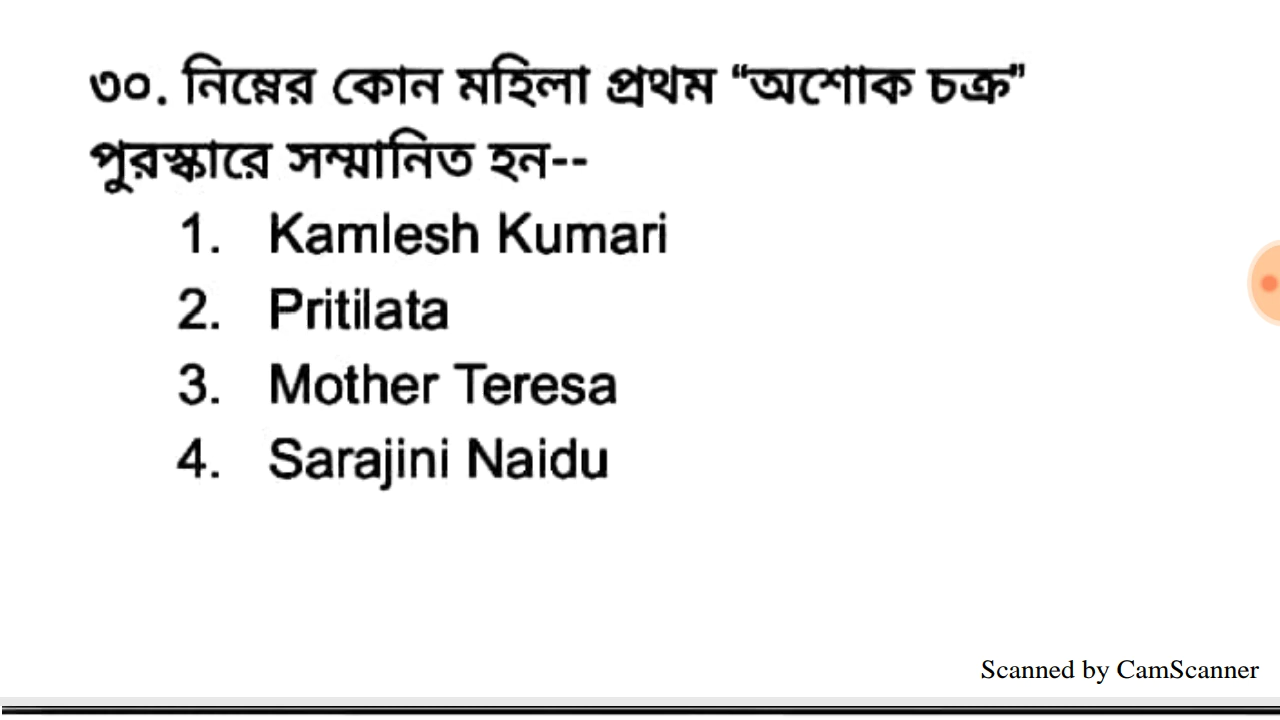 ৩০. নিম্নের কোন মহিলা প্রথম “অশোক চক্র”
পুরস্কারে সম্মানিত হন--
1. Kamlesh Kumari
2. Pritilata
3. Mother Teresa
4. Sarajini Naidu
Scanned by CamScanner